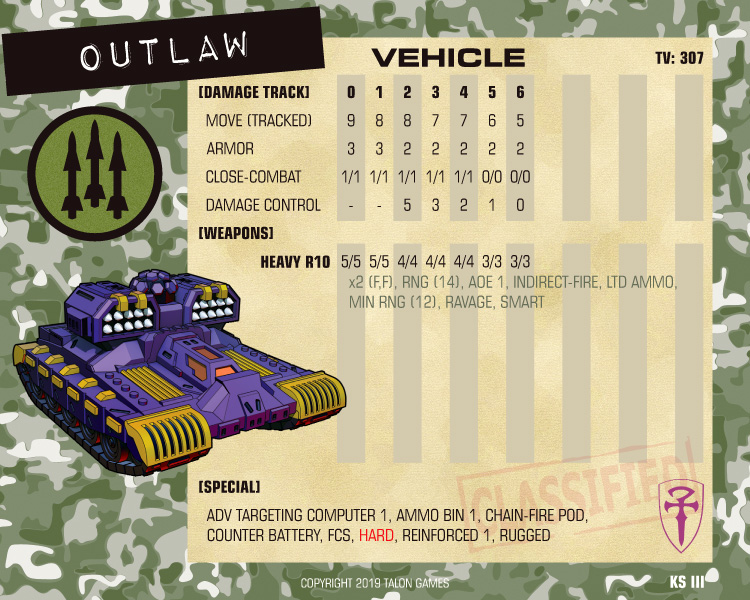 OUTLAW
VEHICLE
TV: 307
[DAMAGE TRACK] 0 1 2 3 4 5 6
MOVE (TRACKED) 9 8 8 7 7 6 5
ARMOR 3 3 2 2 2 2 2
CLOSE-COMBAT 1/1 1/1 1/1 1/1 1/1 0/0 0/0
DAMAGE CONTROL - - 5 3 2 1 0
[WEAPONS]
HEAVY R10 5/5 5/5 4/4 4/4 4/4 3/3 3/3
x2 (F,F), RNG (14), AOE 1, INDIRECT-FIRE, LTD AMMO,
MIN RNG (12), RAVAGE, SMART
CLASSIFIED
[SPECIAL]
ADV TARGETING COMPUTER 1, AMMO BIN 1, CHAIN-FIRE POD,
COUNTER BATTERY, FCS, HARD, REINFORCED 1, RUGGED
COPYRIGHT 2019 TALON GAMES
KS III